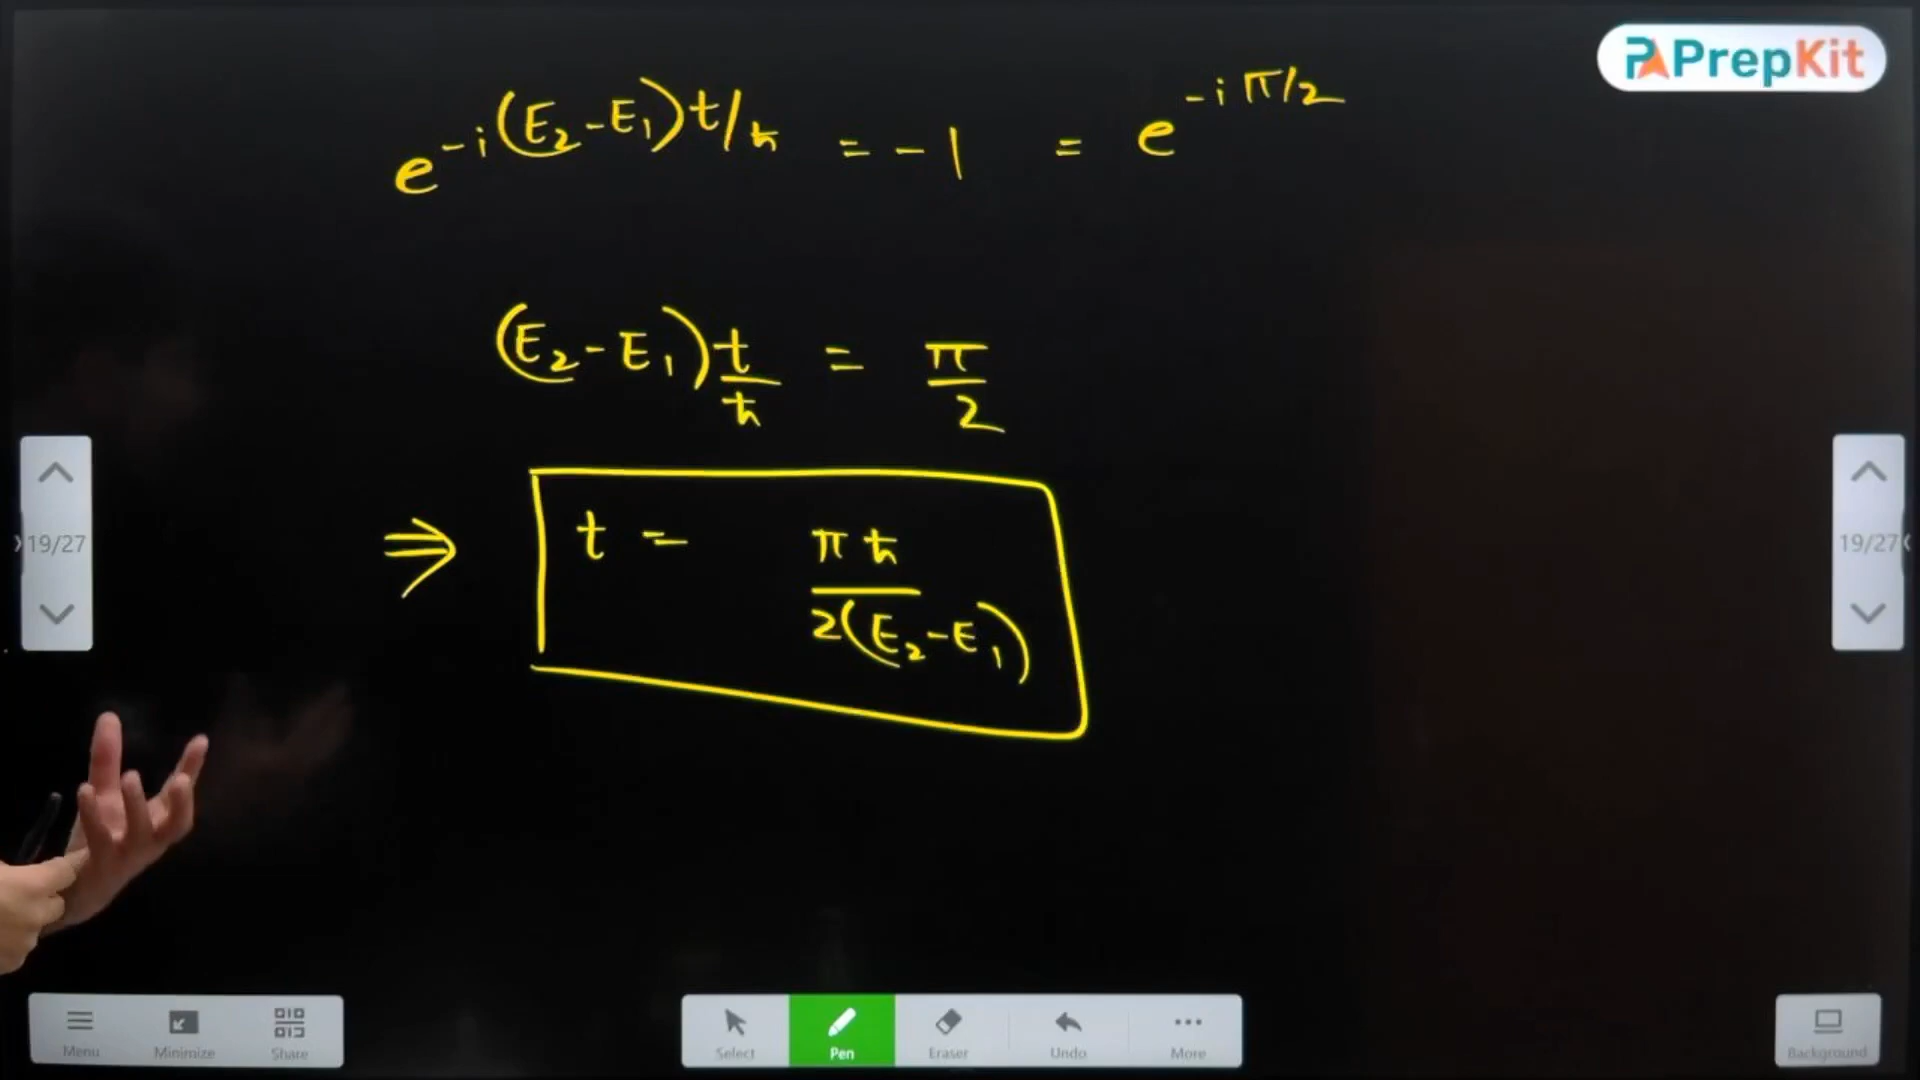 PrepKit
e^{-i(E₂-E₁)t/ħ} = -1 = e^{-iπ/2}
(E₂-E₁) t/ħ = π/2
⇒ t = πħ / 2(E₂-E₁)
19/27
19/27
Menu Minimize Share Select Pen Eraser Undo More Background